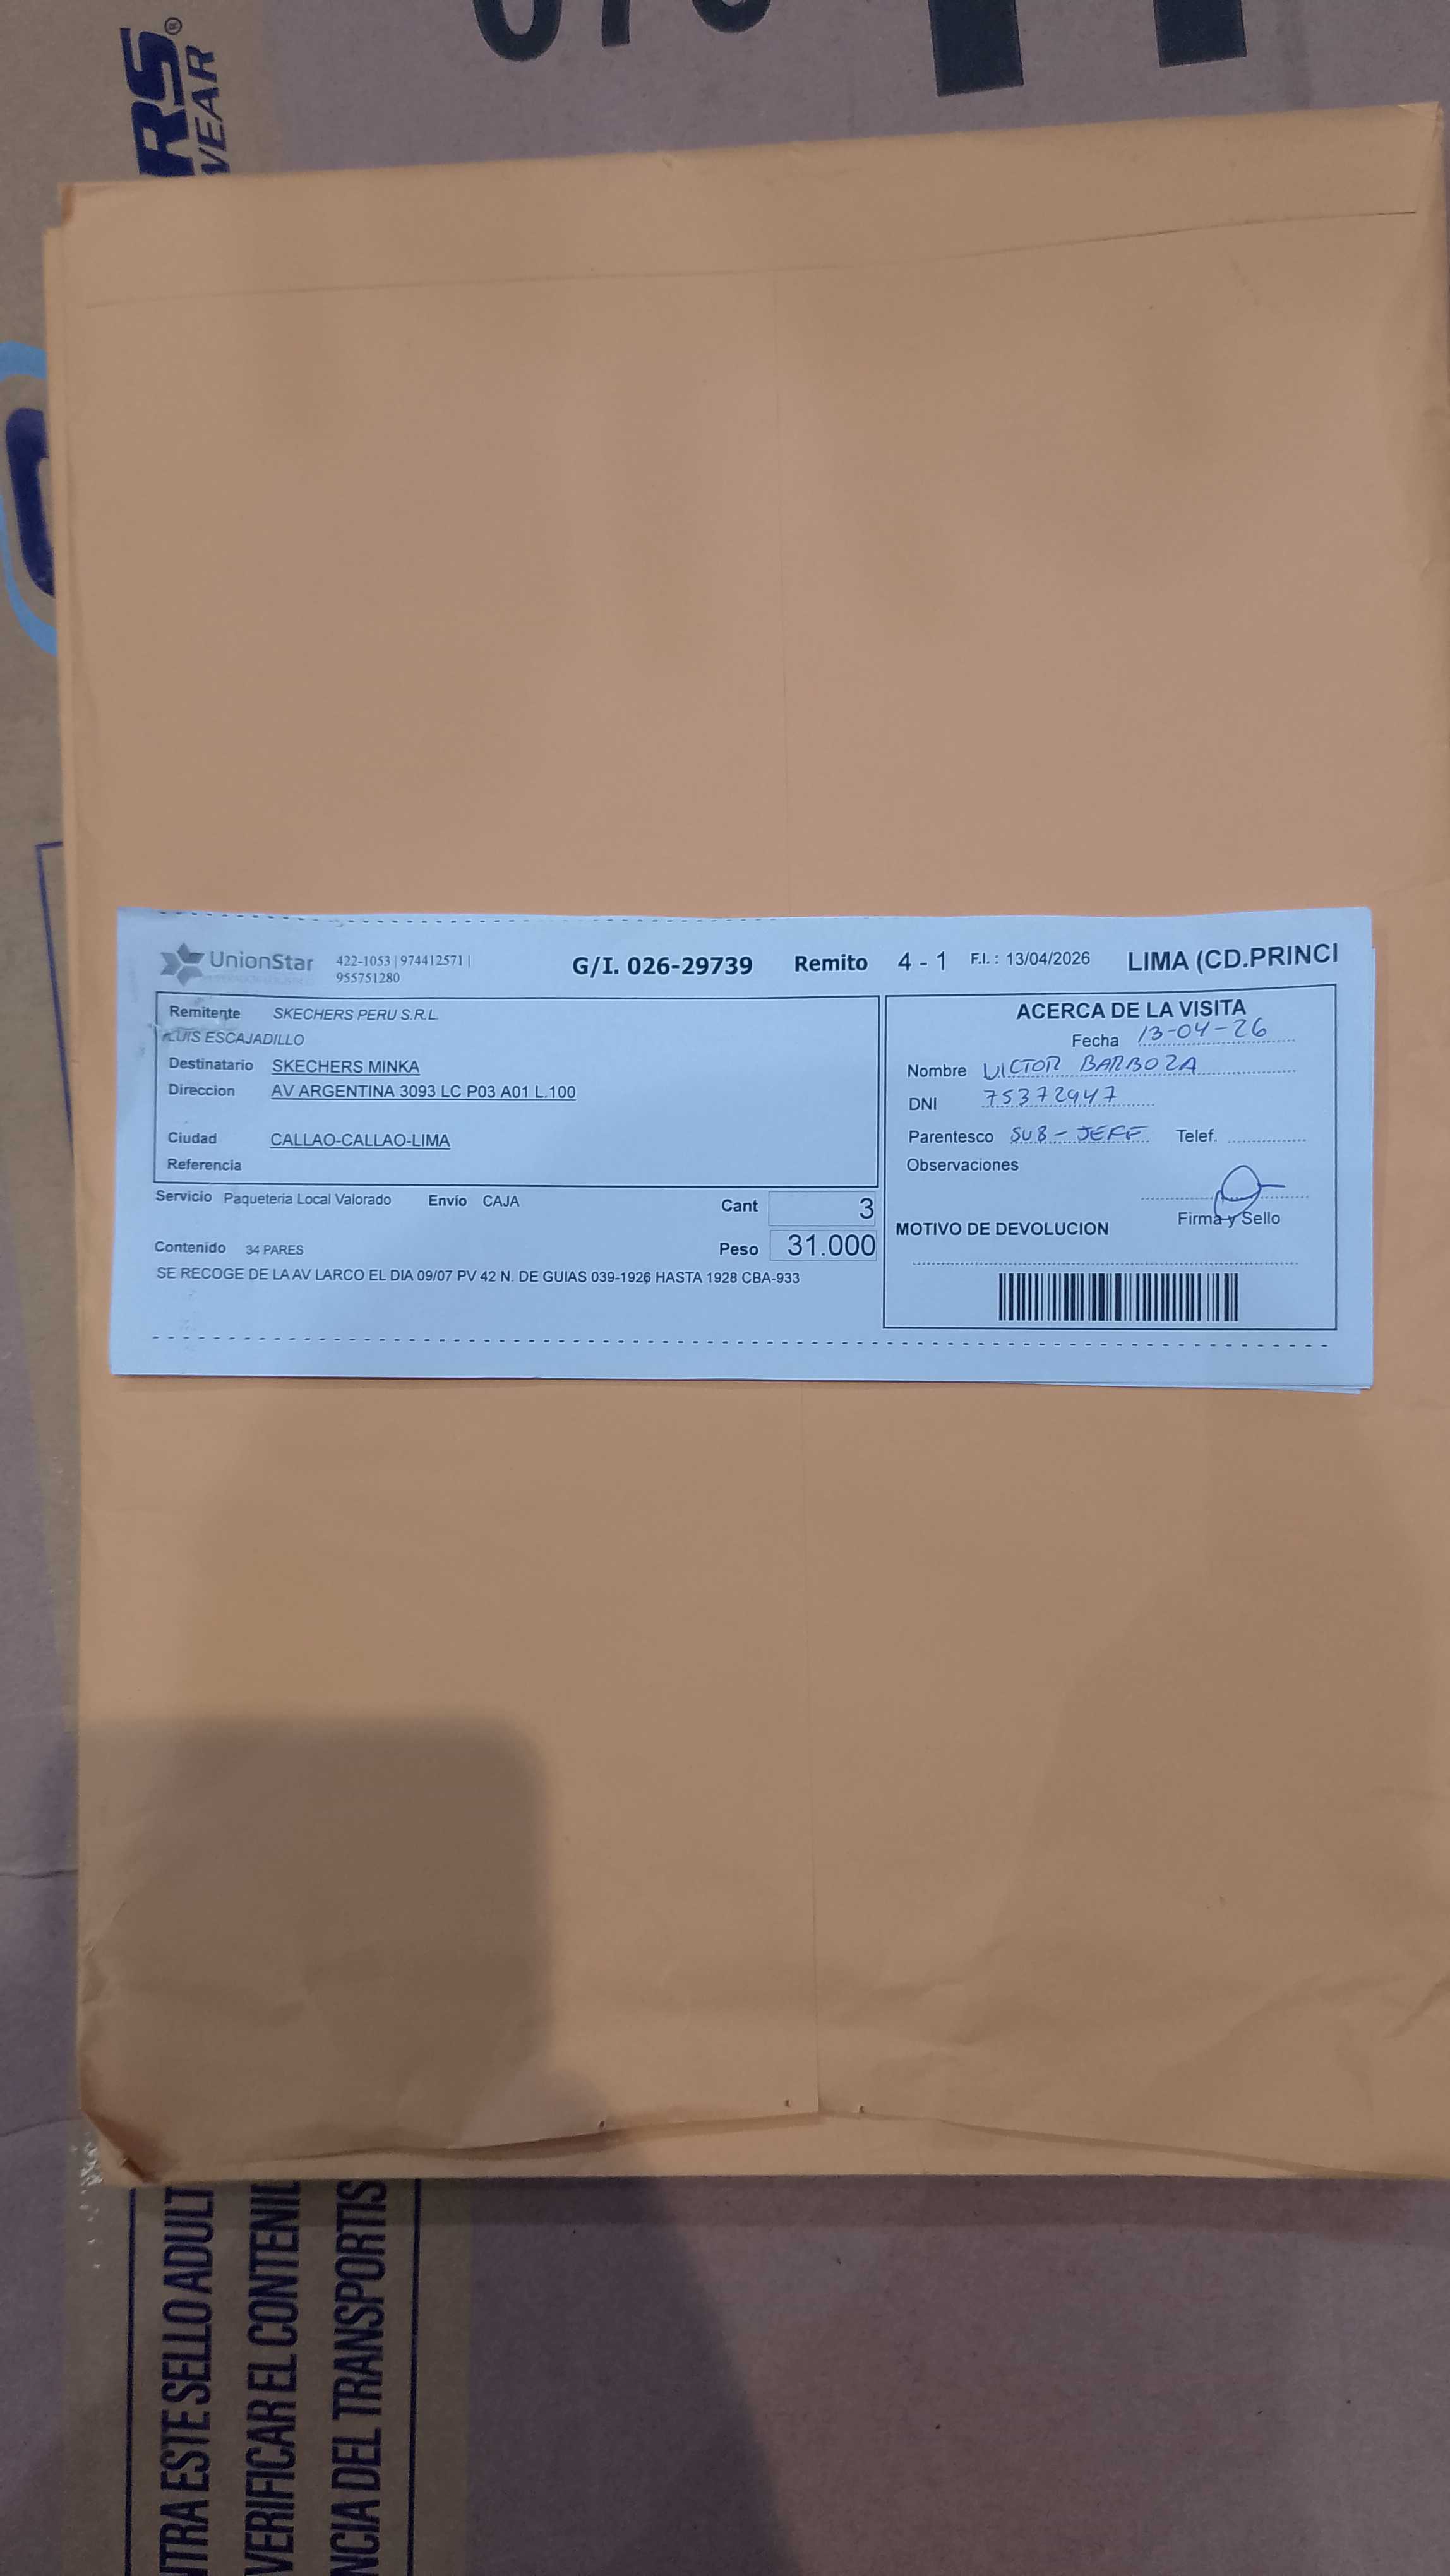 RS®
WEAR
UnionStar 422-1053 | 974412571 |
955751280
G/I. 026-29739 Remito 4 - 1 F.I. : 13/04/2026 LIMA (CD.PRINCI
Remitente SKECHERS PERU S.R.L.
LUIS ESCAJADILLO
Destinatario SKECHERS MINKA
Direccion AV ARGENTINA 3093 LC P03 A01 L.100
Ciudad CALLAO-CALLAO-LIMA
Referencia
Servicio Paqueteria Local Valorado Envío CAJA Cant 3
Contenido 34 PARES Peso 31.000
SE RECOGE DE LA AV LARCO EL DIA 09/07 PV 42 N. DE GUIAS 039-1926 HASTA 1928 CBA-933
ACERCA DE LA VISITA
Fecha 13-04-26
Nombre VICTOR BARBOZA
DNI 75372947
Parentesco SUB-JEFE Telef.
Observaciones
Firma y Sello
MOTIVO DE DEVOLUCION
NTRA ESTE SELLO ADULT
VERIFICAR EL CONTENID
NCIA DEL TRANSPORTIS